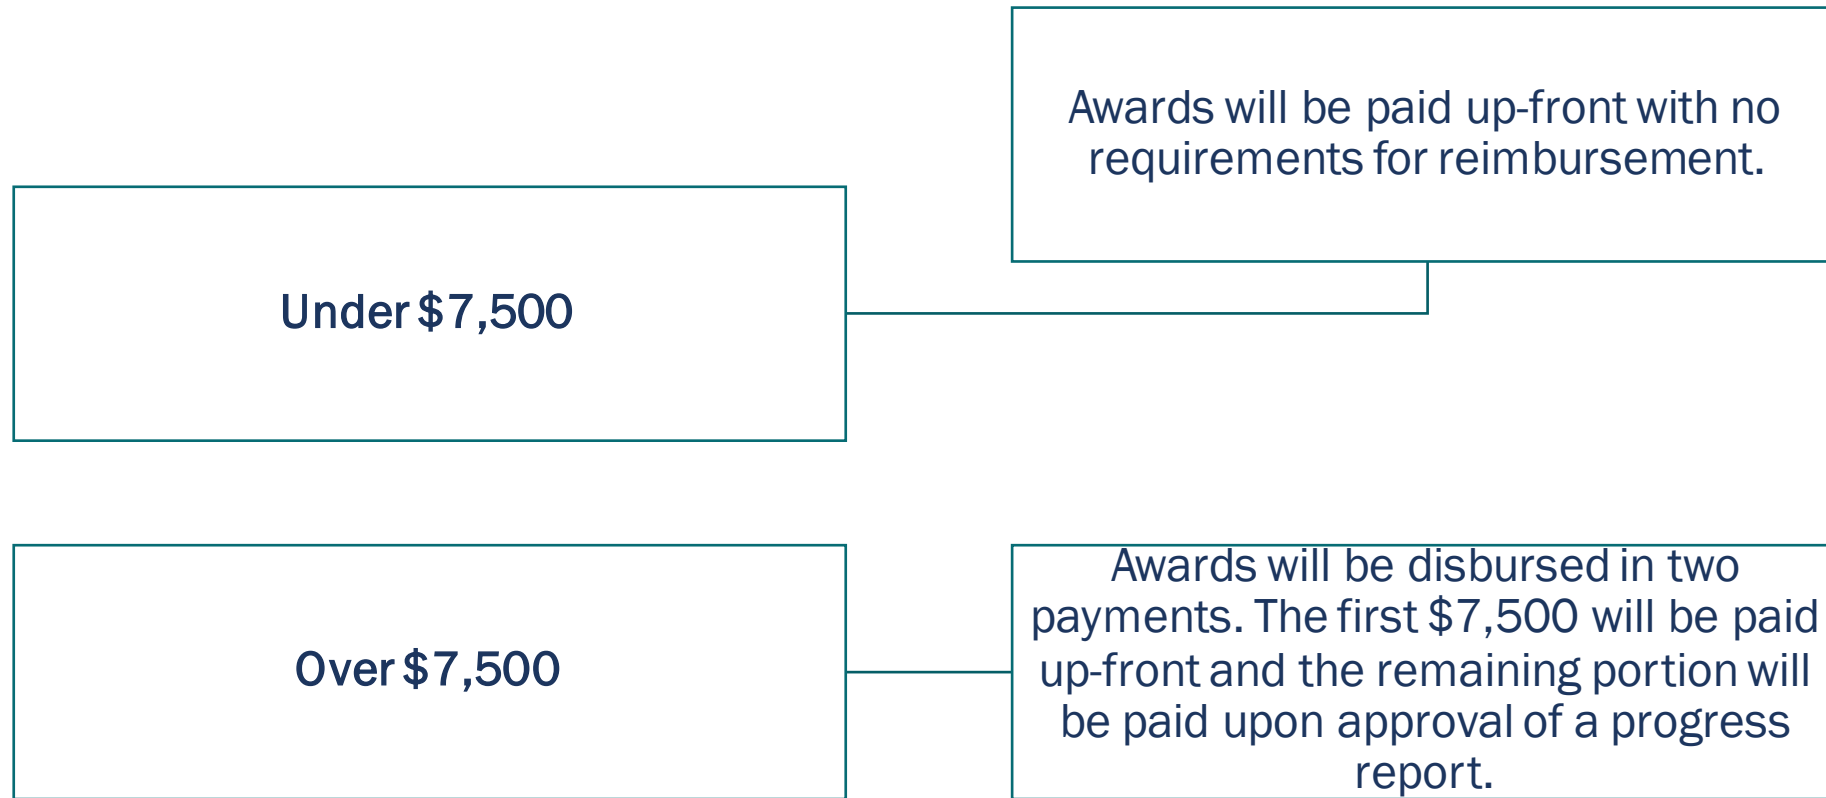 Awards will be paid up-front with no
requirements for reimbursement.
Under $7,500
Over $7,500
Awards will be disbursed in two
payments. The first $7,500 will be paid
up-front and the remaining portion will
be paid upon approval of a progress
report.